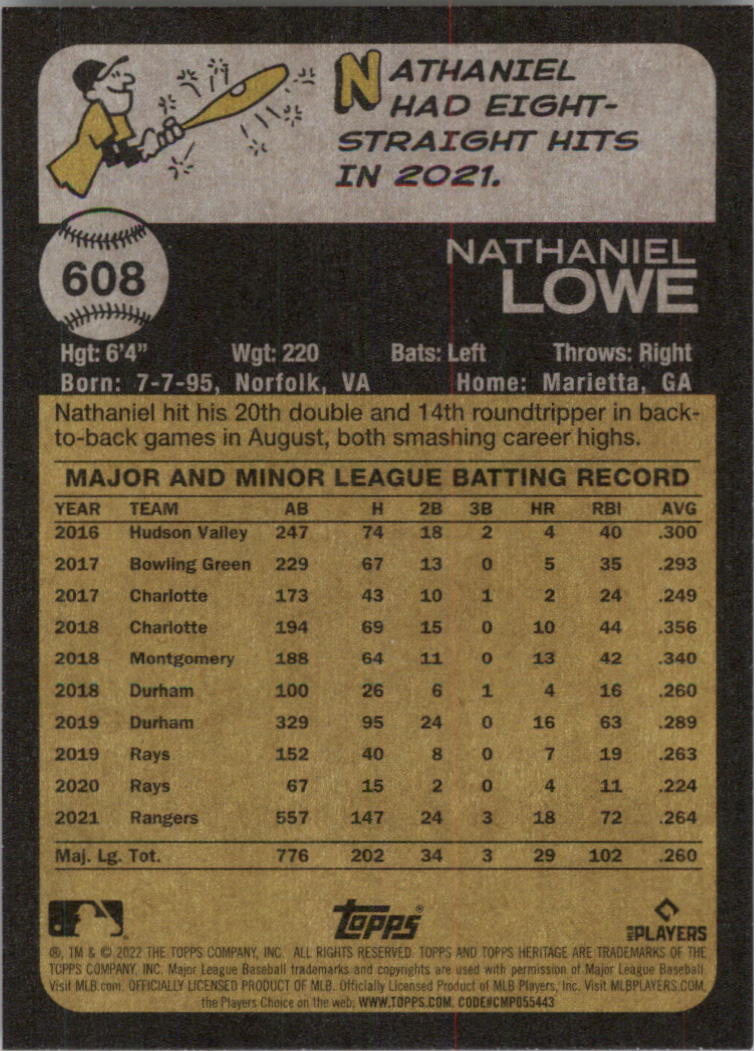 NATHANIEL
HAD EIGHT-
STRAIGHT HITS
IN 2021.
608
NATHANIEL
LOWE
Hgt: 6'4" Wgt: 220 Bats: Left Throws: Right
Born: 7-7-95, Norfolk, VA Home: Marietta, GA
Nathaniel hit his 20th double and 14th roundtripper in back-
to-back games in August, both smashing career highs.
MAJOR AND MINOR LEAGUE BATTING RECORD
YEAR TEAM AB H 2B 3B HR RBI AVG
2016 Hudson Valley 247 74 18 2 4 40 .300
2017 Bowling Green 229 67 13 0 5 35 .293
2017 Charlotte 173 43 10 1 2 24 .249
2018 Charlotte 194 69 15 0 10 44 .356
2018 Montgomery 188 64 11 0 13 42 .340
2018 Durham 100 26 6 1 4 16 .260
2019 Durham 329 95 24 0 16 63 .289
2019 Rays 152 40 8 0 7 19 .263
2020 Rays 67 15 2 0 4 11 .224
2021 Rangers 557 147 24 3 18 72 .264
Maj. Lg. Tot. 776 202 34 3 29 102 .260
Topps®
MLB PLAYERS
®, TM & © 2022 THE TOPPS COMPANY, INC. ALL RIGHTS RESERVED. TOPPS AND TOPPS HERITAGE ARE TRADEMARKS OF THE
TOPPS COMPANY, INC. Major League Baseball trademarks and copyrights are used with permission of Major League Baseball.
Visit MLB.com. OFFICIALLY LICENSED PRODUCT OF MLB. Officially Licensed Product of MLB Players, Inc. Visit MLBPLAYERS.COM,
the Players Choice on the web. WWW.TOPPS.COM. CODE#CMP055443